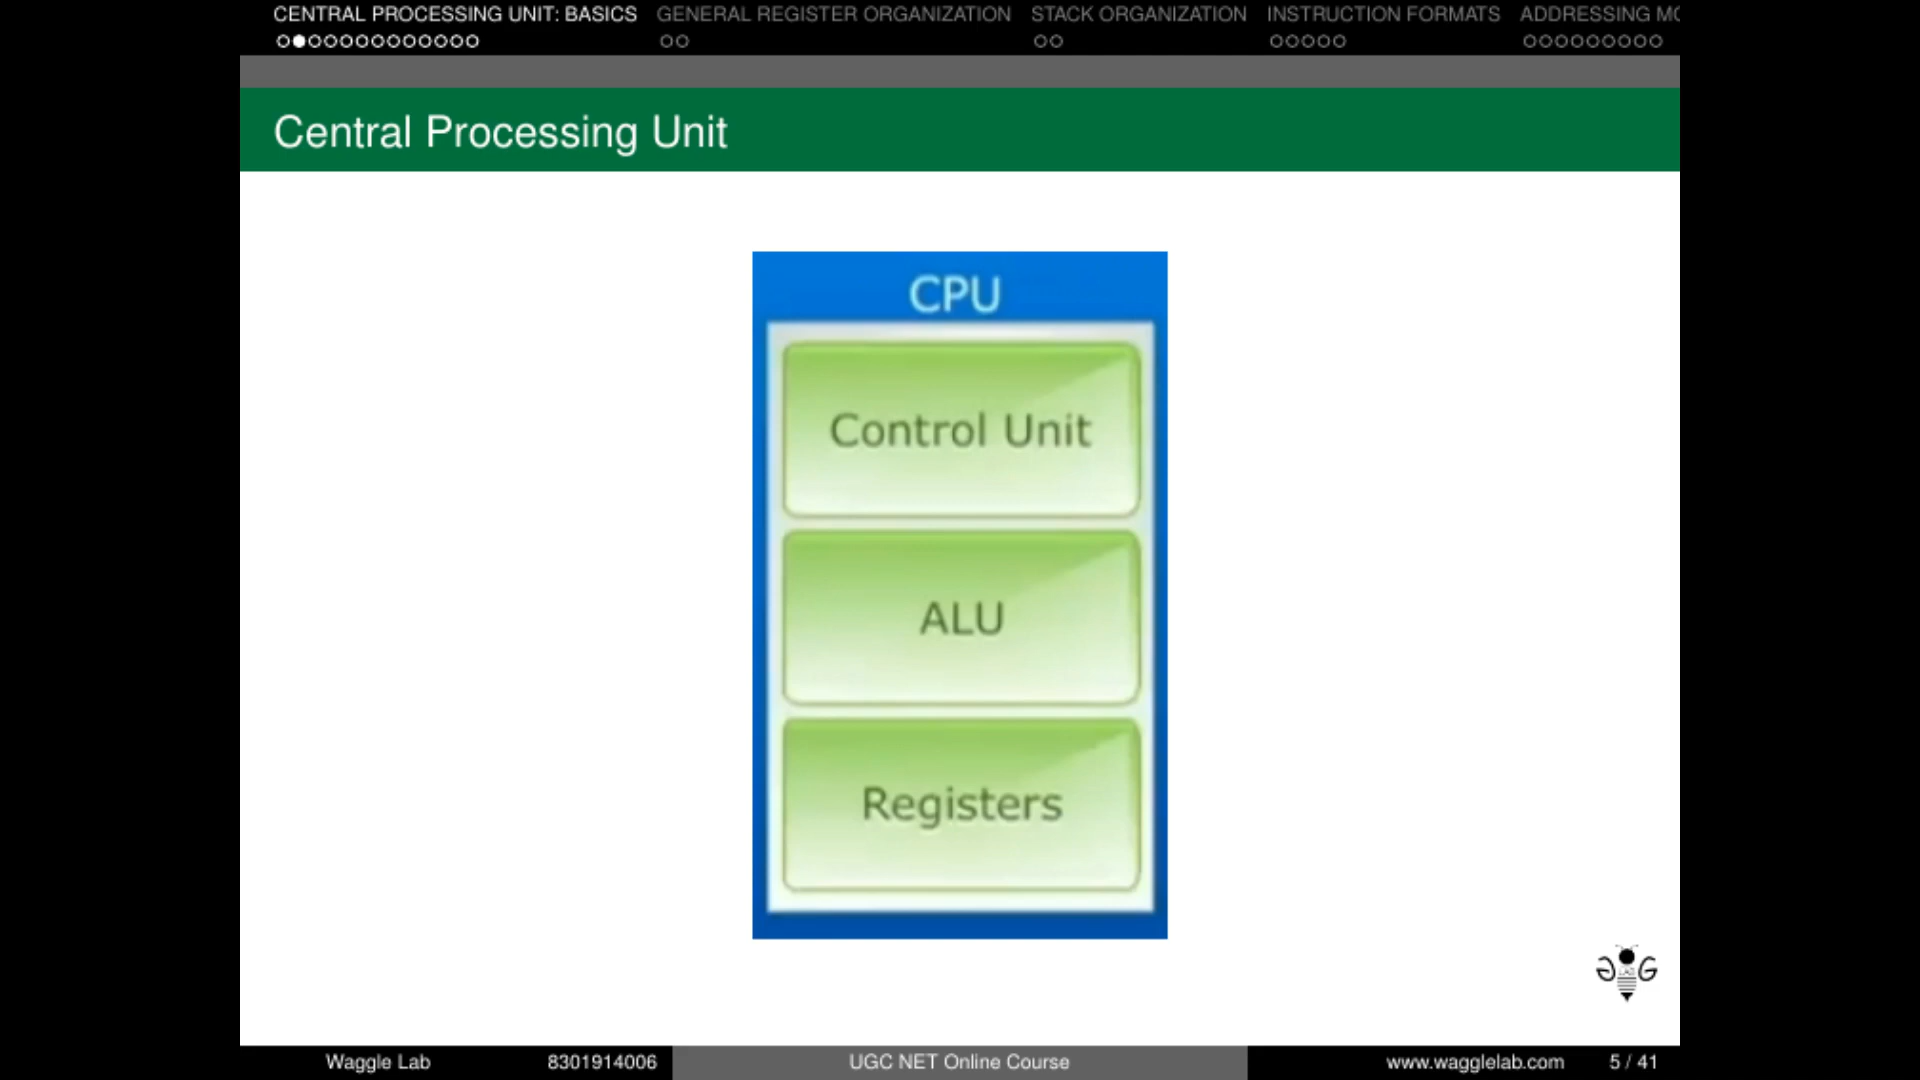 CENTRAL PROCESSING UNIT: BASICS GENERAL REGISTER ORGANIZATION STACK ORGANIZATION INSTRUCTION FORMATS ADDRESSING
Central Processing Unit
CPU
Control Unit
ALU
Registers
Waggle Lab 8301914006 UGC NET Online Course www.wagglelab.com 5 / 41